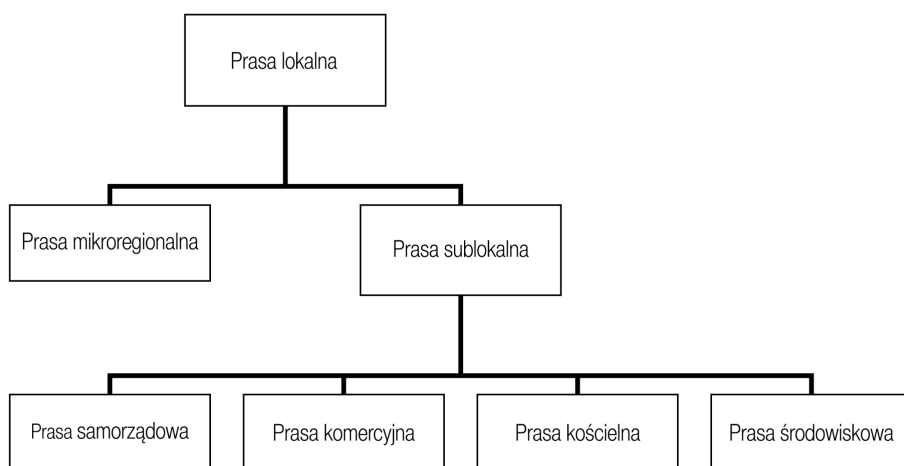 Prasa lokalna
Prasa mikroregionalna
Prasa sublokalna
Prasa samorządowa
Prasa komercyjna
Prasa kościelna
Prasa środowiskowa